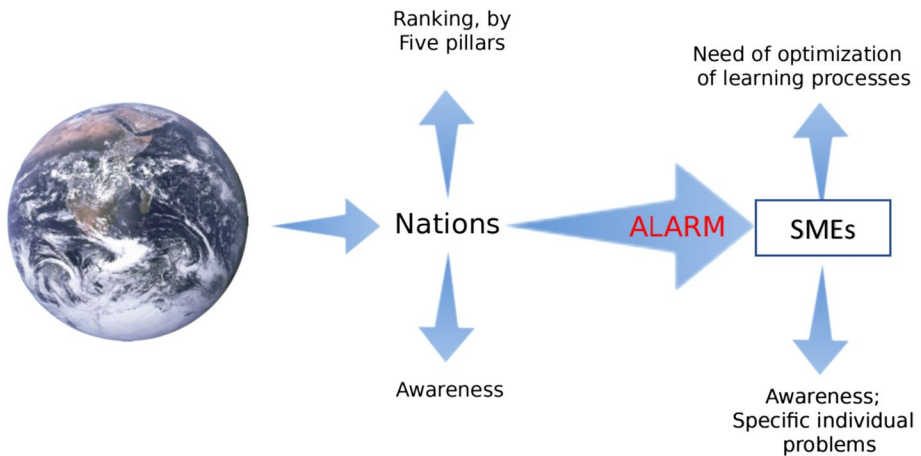 Ranking, by
Five pillars
Need of optimization
of learning processes
Nations
ALARM
SMEs
Awareness
Awareness;
Specific individual
problems